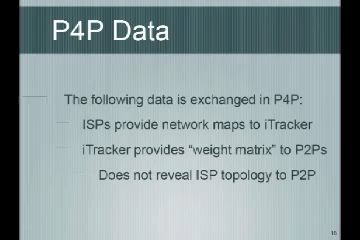 P4P Data
The following data is exchanged in P4P:
ISPs provide network maps to iTracker
iTracker provides “weight matrix” to P2Ps
Does not reveal ISP topology to P2P